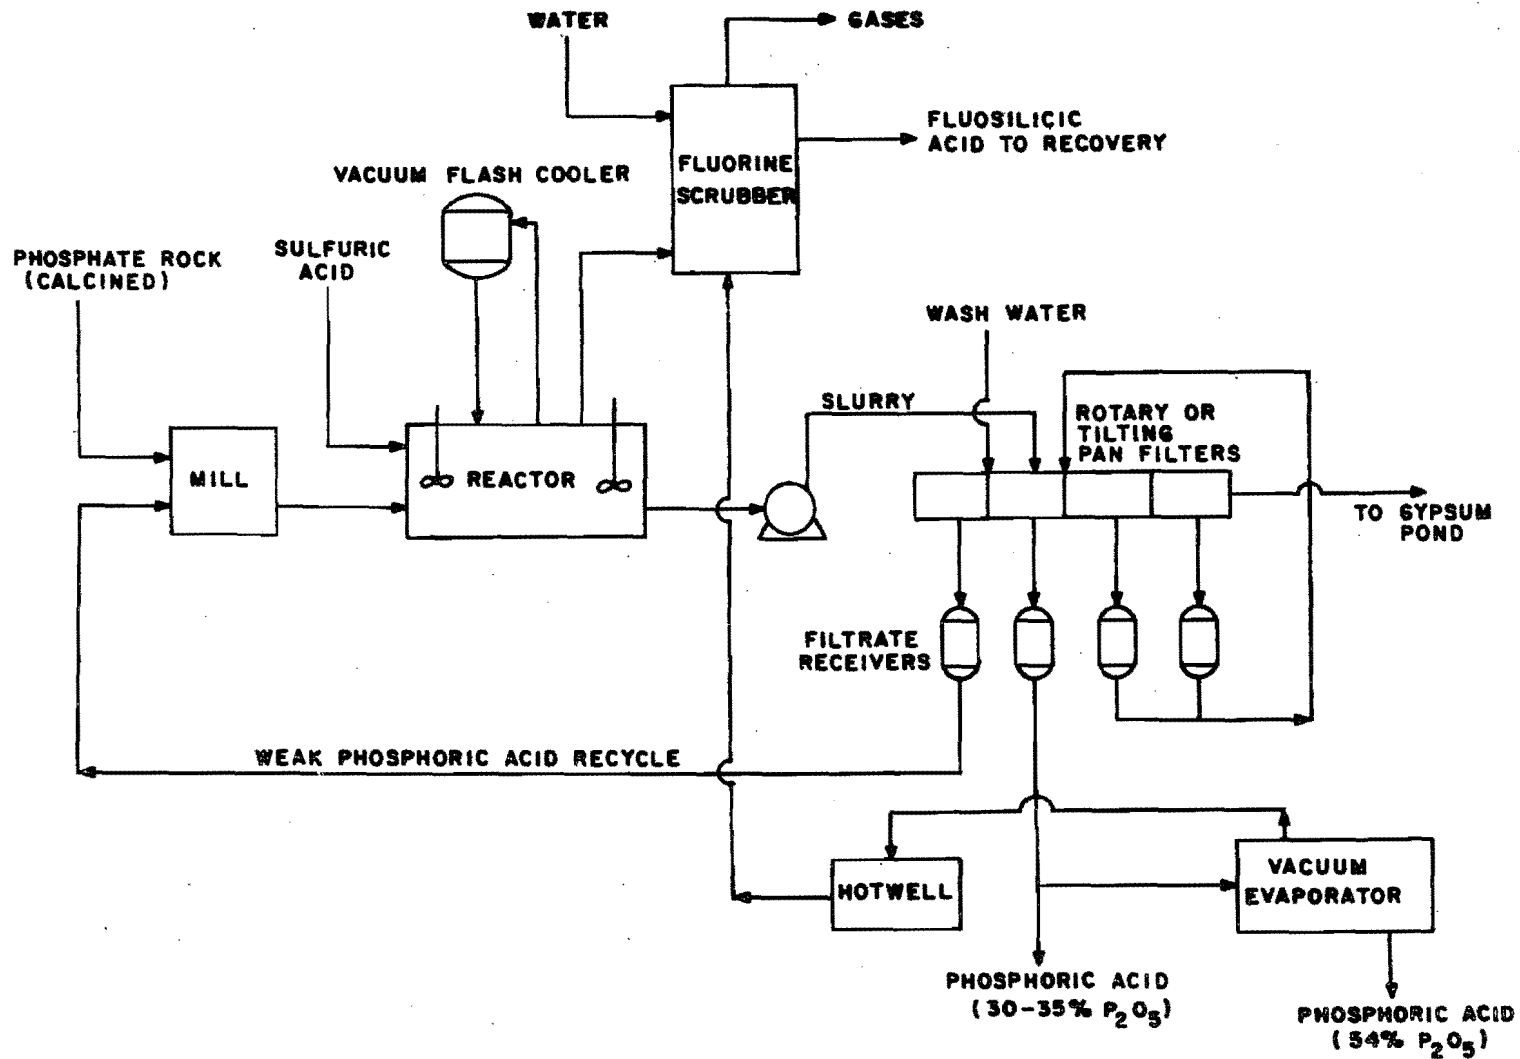 WATER
GASES
FLUOSILICIC
ACID TO RECOVERY
FLUORINE
SCRUBBER
VACUUM FLASH COOLER
PHOSPHATE ROCK
(CALCINED)
SULFURIC
ACID
WASH WATER
SLURRY
ROTARY OR
TILTING
PAN FILTERS
MILL
REACTOR
TO GYPSUM
POND
FILTRATE
RECEIVERS
WEAK PHOSPHORIC ACID RECYCLE
HOTWELL
VACUUM
EVAPORATOR
PHOSPHORIC ACID
(30-35% P2O5)
PHOSPHORIC ACID
(54% P2O5)